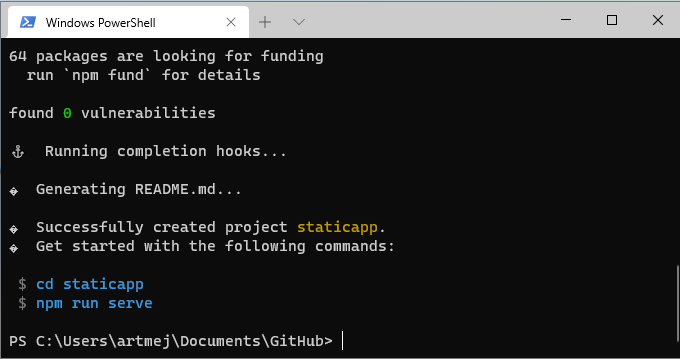 Windows PowerShell
64 packages are looking for funding
  run `npm fund` for details
found 0 vulnerabilities
⚓  Running completion hooks...
�  Generating README.md...
�  Successfully created project staticapp.
�  Get started with the following commands:
 $ cd staticapp
 $ npm run serve
PS C:\Users\artmej\Documents\GitHub>